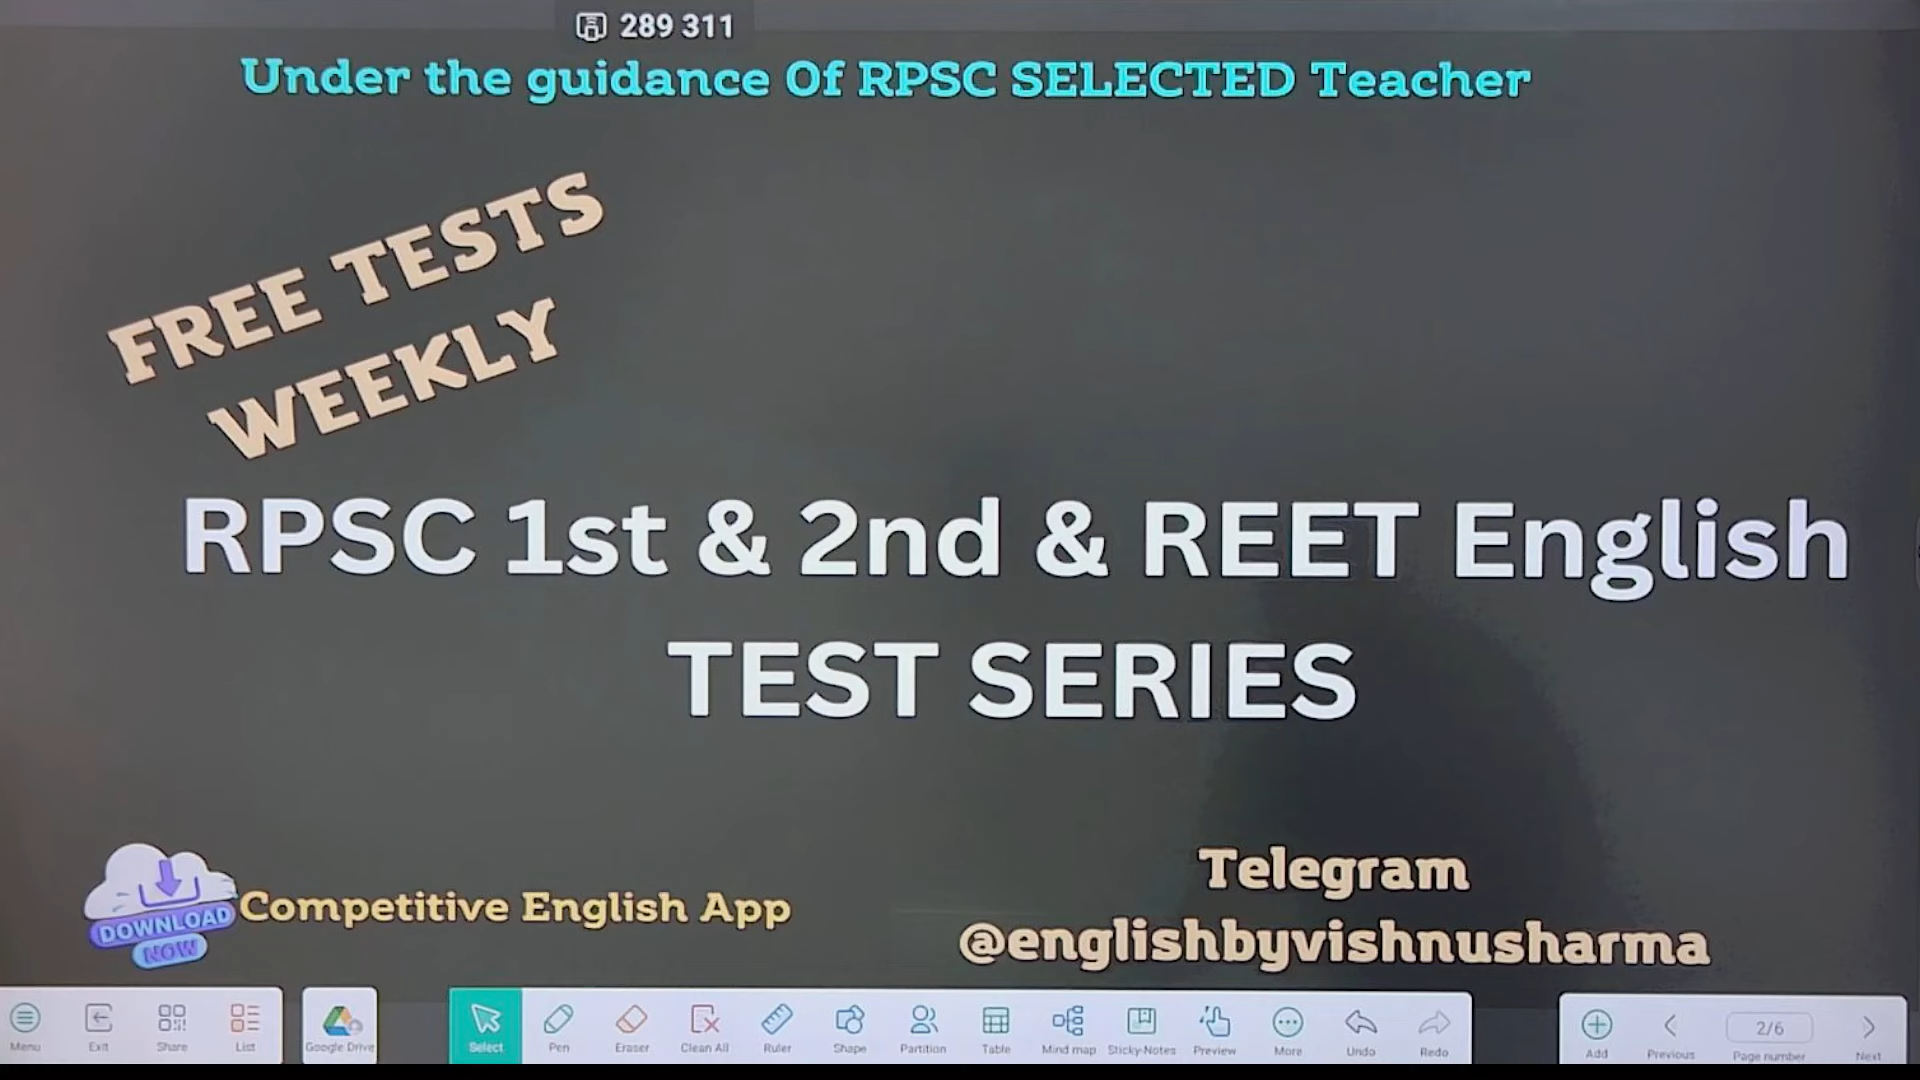 289 311
Under the guidance Of RPSC SELECTED Teacher
FREE TESTS
WEEKLY
RPSC 1st & 2nd & REET English
TEST SERIES
DOWNLOAD
NOW
Competitive English App
Telegram
@englishbyvishnusharma
Menu
Exit
Share
List
Google Drive
Select
Pen
Eraser
Clean All
Ruler
Shape
Partition
Table
Mind map
Sticky-Notes
Preview
More
Undo
Redo
Add
Previous
2/6
Page number
Next